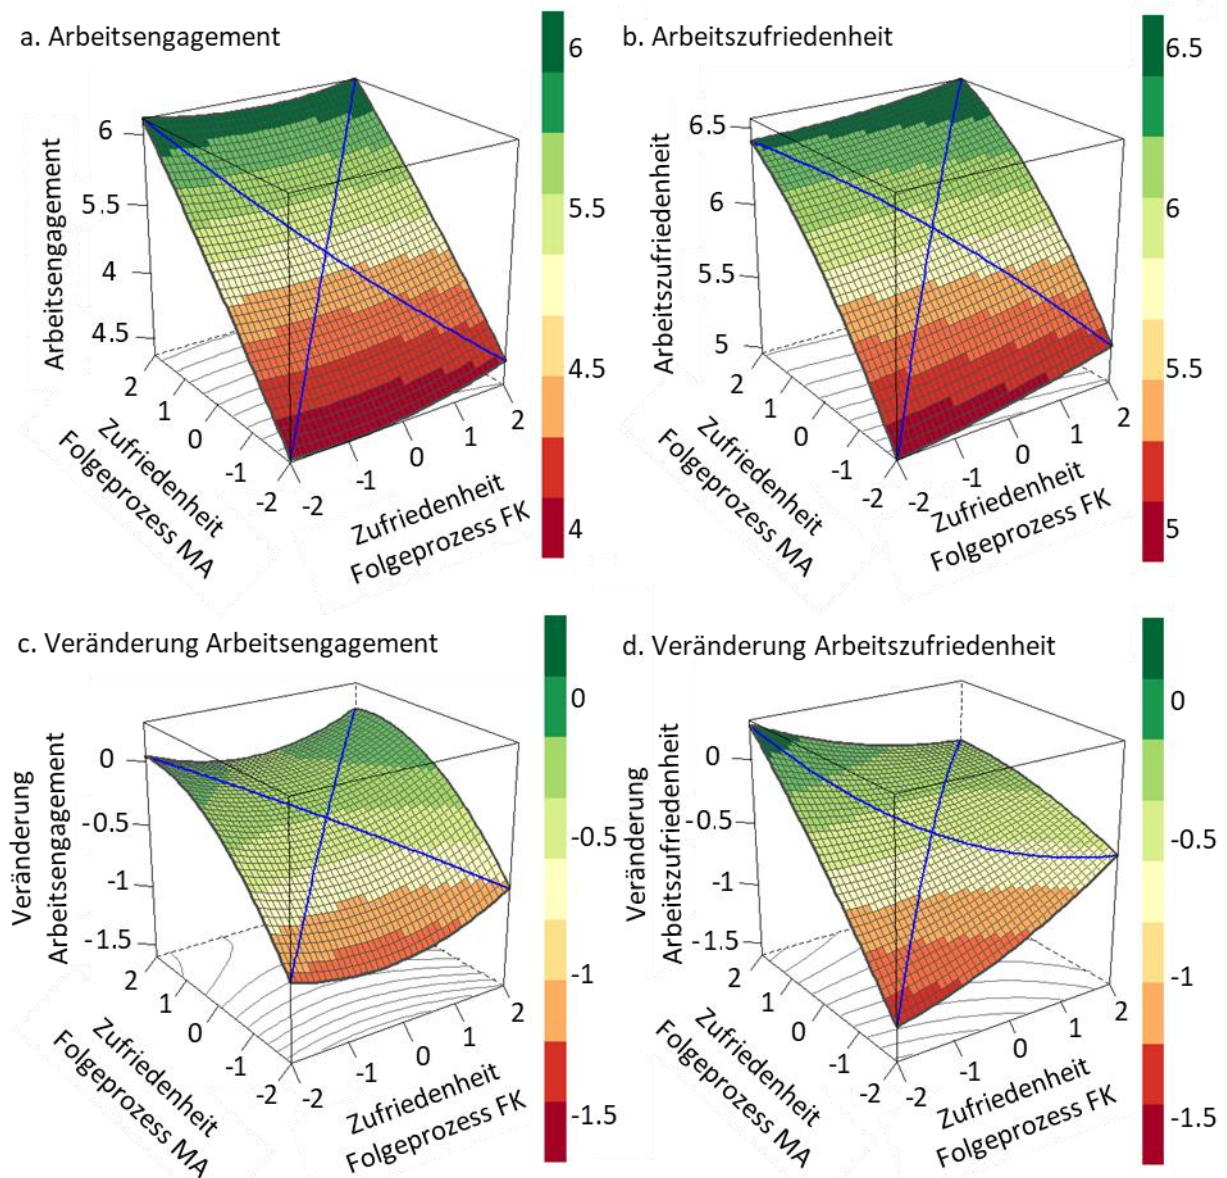 a. Arbeitsengagement
6
5.5
4
4.5
Arbeitsengagement
2
1
0
-1
-2
Zufriedenheit
Folgeprozess MA
-2
-1
0
1
2
Zufriedenheit
Folgeprozess FK
6
5.5
4.5
4
b. Arbeitszufriedenheit
6.5
6
5.5
5
Arbeitszufriedenheit
2
1
0
-1
-2
Zufriedenheit
Folgeprozess MA
-2
-1
0
1
2
Zufriedenheit
Folgeprozess FK
6.5
6
5.5
5
c. Veränderung Arbeitsengagement
0
-0.5
-1
-1.5
Veränderung
Arbeitsengagement
2
1
0
-1
-2
Zufriedenheit
Folgeprozess MA
-2
-1
0
1
2
Zufriedenheit
Folgeprozess FK
0
-0.5
-1
-1.5
d. Veränderung Arbeitszufriedenheit
0
-0.5
-1
-1.5
Veränderung
Arbeitszufriedenheit
2
1
0
-1
-2
Zufriedenheit
Folgeprozess MA
-2
-1
0
1
2
Zufriedenheit
Folgeprozess FK
0
-0.5
-1
-1.5